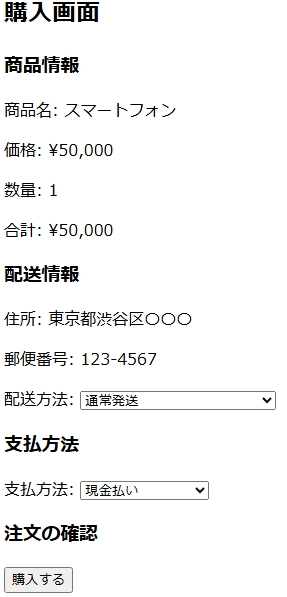 購入画面
商品情報
商品名: スマートフォン
価格: ¥50,000
数量: 1
合計: ¥50,000
配送情報
住所: 東京都渋谷区〇〇〇
郵便番号: 123-4567
配送方法: 通常発送
支払方法
支払方法: 現金払い
注文の確認
購入する